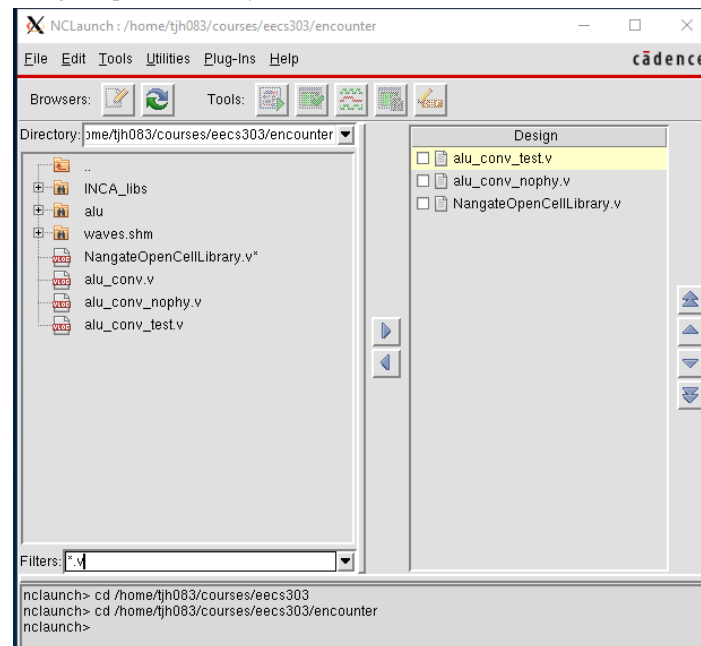 NCLaunch : /home/tjh083/courses/eecs303/encounter
File Edit Tools Utilities Plug-Ins Help
cādence
Browsers: Tools:
Directory: ome/tjh083/courses/eecs303/encounter
..
INCA_libs
alu
waves.shm
NangateOpenCellLibrary.v*
alu_conv.v
alu_conv_nophy.v
alu_conv_test.v
Filters: *.v
Design
alu_conv_test.v
alu_conv_nophy.v
NangateOpenCellLibrary.v
nclaunch> cd /home/tjh083/courses/eecs303
nclaunch> cd /home/tjh083/courses/eecs303/encounter
nclaunch>